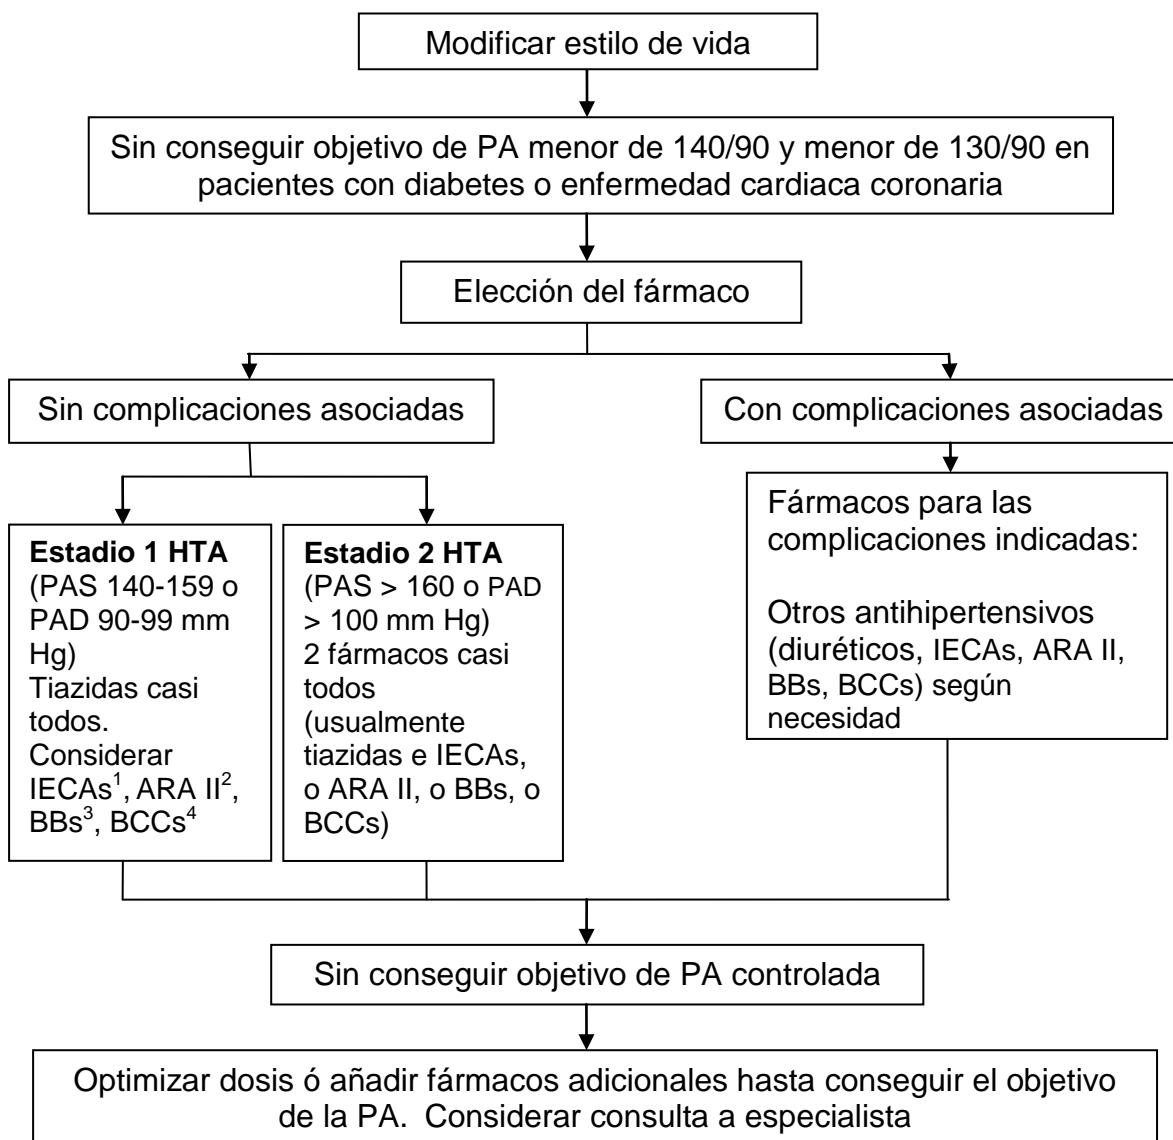 Modificar estilo de vida
Sin conseguir objetivo de PA menor de 140/90 y menor de 130/90 en
pacientes con diabetes o enfermedad cardiaca coronaria
Elección del fármaco
Sin complicaciones asociadas
Con complicaciones asociadas
Estadio 1 HTA
(PAS 140-159 o
PAD 90-99 mm
Hg)
Tiazidas casi
todos.
Considerar
IECAs¹, ARA II²,
BBs³, BCCs⁴
Estadio 2 HTA
(PAS > 160 o PAD
> 100 mm Hg)
2 fármacos casi
todos
(usualmente
tiazidas e IECAs,
o ARA II, o BBs, o
BCCs)
Fármacos para las
complicaciones indicadas:
Otros antihipertensivos
(diuréticos, IECAs, ARA II,
BBs, BCCs) según
necesidad
Sin conseguir objetivo de PA controlada
Optimizar dosis ó añadir fármacos adicionales hasta conseguir el objetivo
de la PA.  Considerar consulta a especialista